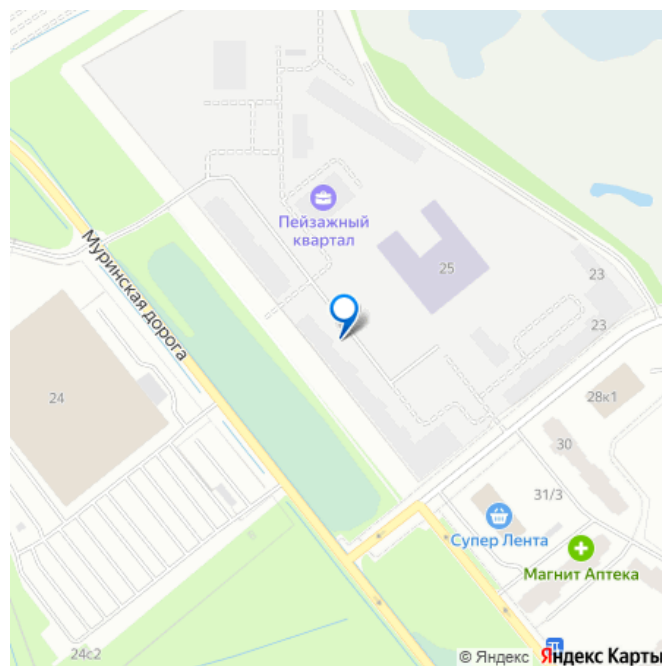 Пейзажный
квартал
25
23
23
Муринская дорога
24
28к1
30
31/3
Супер Лента
Магнит Аптека
24с2
© Яндекс Яндекс Карты